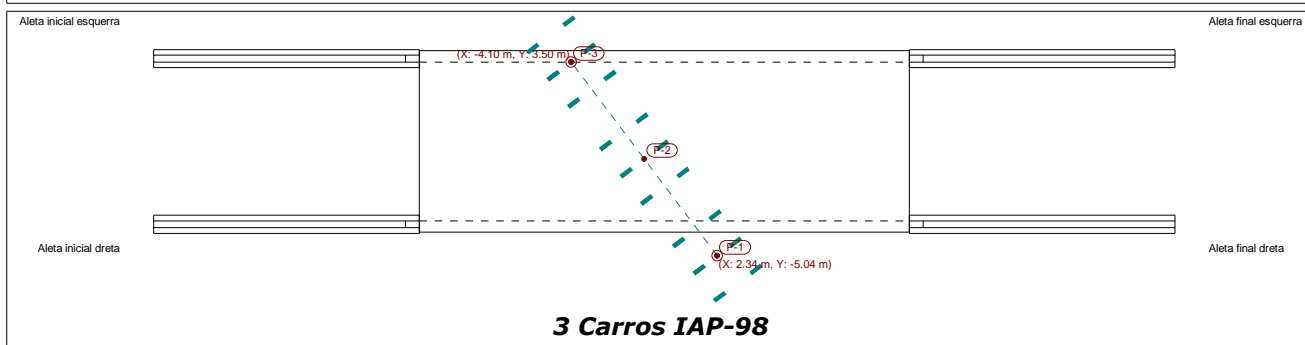 Aleta inicial esquerra
Aleta final esquerra
(X: -4.10 m, Y: 3.50 m)
P-3
P-2
P-1
(X: 2.34 m, Y: -5.04 m)
Aleta inicial dreta
Aleta final dreta
3 Carros IAP-98